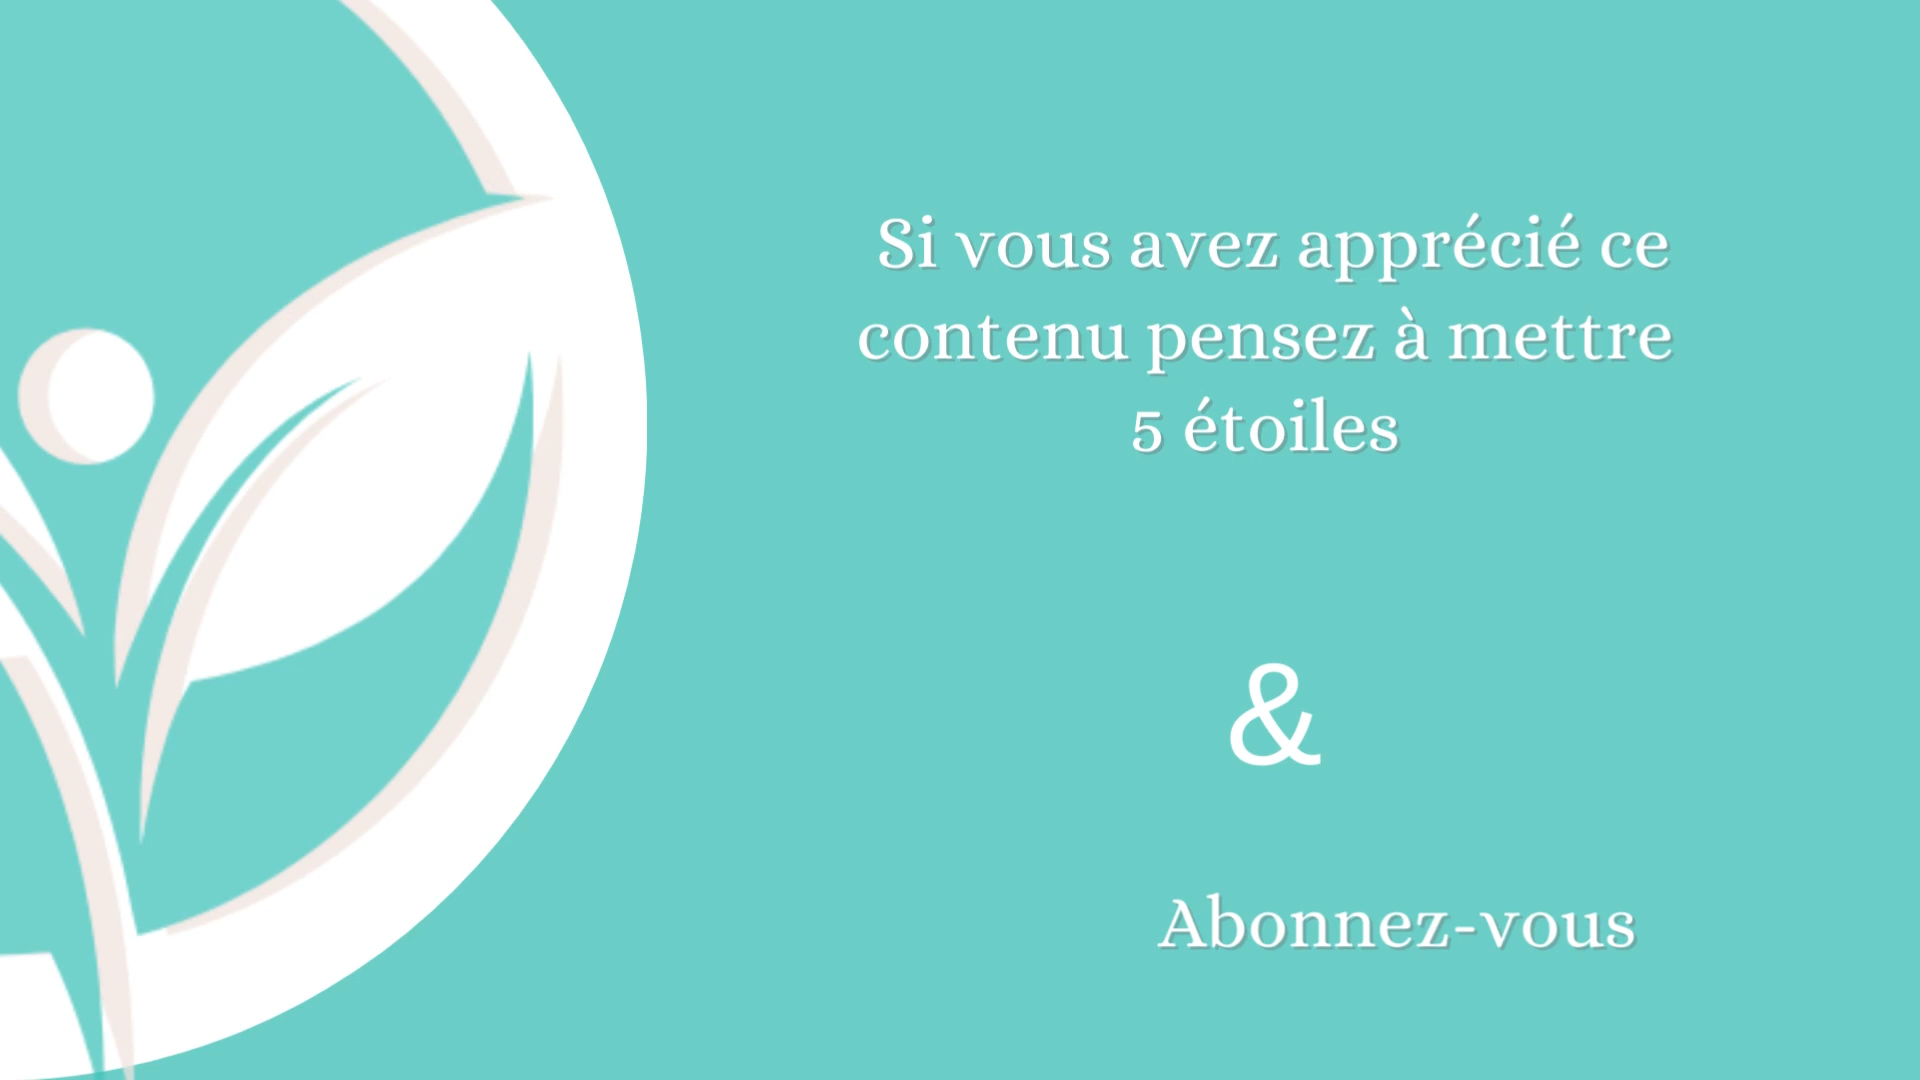 Si vous avez apprécié ce
contenu pensez à mettre
5 étoiles
&
Abonnez-vous